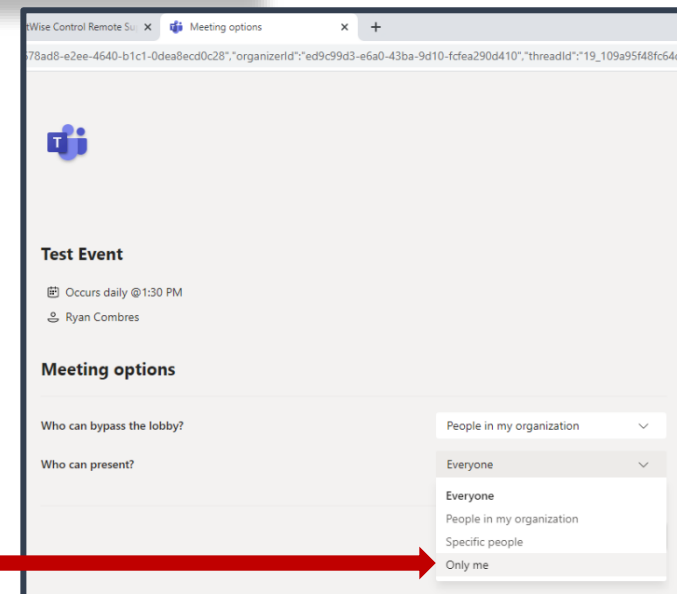 tWise Control Remote Su
Meeting options
78ad8-e2ee-4640-b1c1-0dea8ecd0c28","organizerId":"ed9c99d3-e6a0-43ba-9d10-fcfea290d410","threadId":"19_109a95f48fc64
T
Test Event
Occurs daily @1:30 PM
Ryan Combres
Meeting options
Who can bypass the lobby? People in my organization
Who can present? Everyone
Everyone
People in my organization
Specific people
Only me